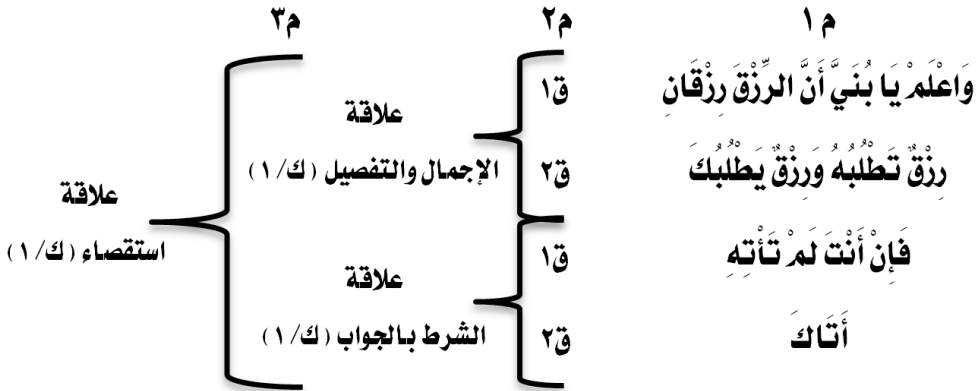 م١ م٢ م٣
وَاعْلَمْ يَا بُنَيَّ أَنَّ الرِّزْقَ رِزْقَانِ
ق١
رِزْقٌ تَطْلُبُهُ وَرِزْقٌ يَطْلُبُكَ
ق٢
علاقة
الإجمال والتفصيل (ك/١)
فَإِنْ أَنْتَ لَمْ تَأْتِهِ
ق١
أَتَاكَ
ق٢
علاقة
الشرط بالجواب (ك/١)
علاقة
استقصاء (ك/١)